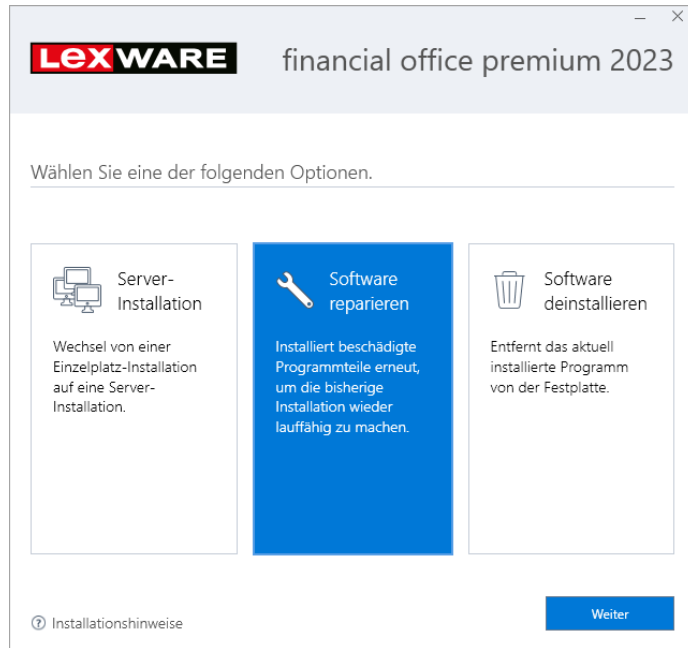 LEXWARE
financial office premium 2023
Wählen Sie eine der folgenden Optionen.
Server-
Installation
Wechsel von einer
Einzelplatz-Installation
auf eine Server-
Installation.
Software
reparieren
Installiert beschädigte
Programmteile erneut,
um die bisherige
Installation wieder
lauffähig zu machen.
Software
deinstallieren
Entfernt das aktuell
installierte Programm
von der Festplatte.
? Installationshinweise
Weiter